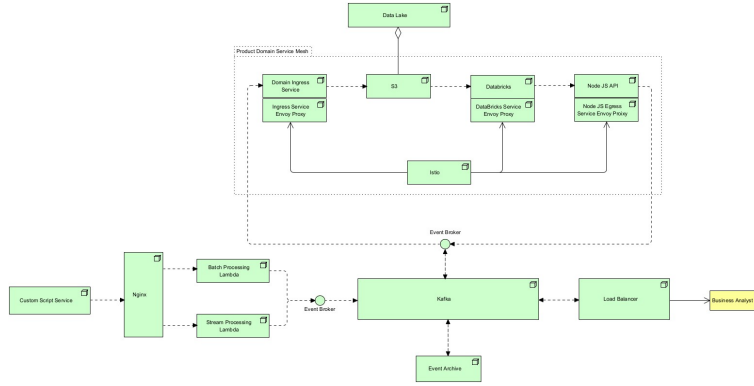 Data Lake
Product Domain Service Mesh
Domain Ingress
Service
S3
Databricks
Node JS API
Ingress Service
Envoy Proxy
DataBricks Service
Envoy Proxy
Node JS Egress
Service Envoy Proixy
Istio
Event Broker
Batch Processing
Lambda
Nginx
Custom Script Service
Stream Processing
Lambda
Event Broker
Kafka
Load Balancer
Business Analyst
Event Archive